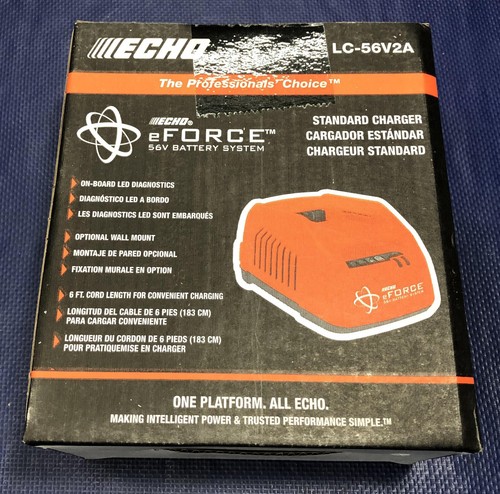 ECHO
LC-56V2A
The Professionals' Choice™
ECHO®
eFORCE™
56V BATTERY SYSTEM
STANDARD CHARGER
CARGADOR ESTÁNDAR
CHARGEUR STANDARD
ON-BOARD LED DIAGNOSTICS
DIAGNÓSTICO LED A BORDO
LES DIAGNOSTICS LED SONT EMBARQUÉS
OPTIONAL WALL MOUNT
MONTAJE DE PARED OPCIONAL
FIXATION MURALE EN OPTION
6 FT. CORD LENGTH FOR CONVENIENT CHARGING
LONGITUD DEL CABLE DE 6 PIES (183 CM)
PARA CARGAR CONVENIENTE
LONGUEUR DU CORDON DE 6 PIEDS (183 CM)
POUR PRATIQUEMISE EN CHARGER
ECHO
eFORCE
56V BATTERY SYSTEM
ONE PLATFORM. ALL ECHO.
MAKING INTELLIGENT POWER & TRUSTED PERFORMANCE SIMPLE.™